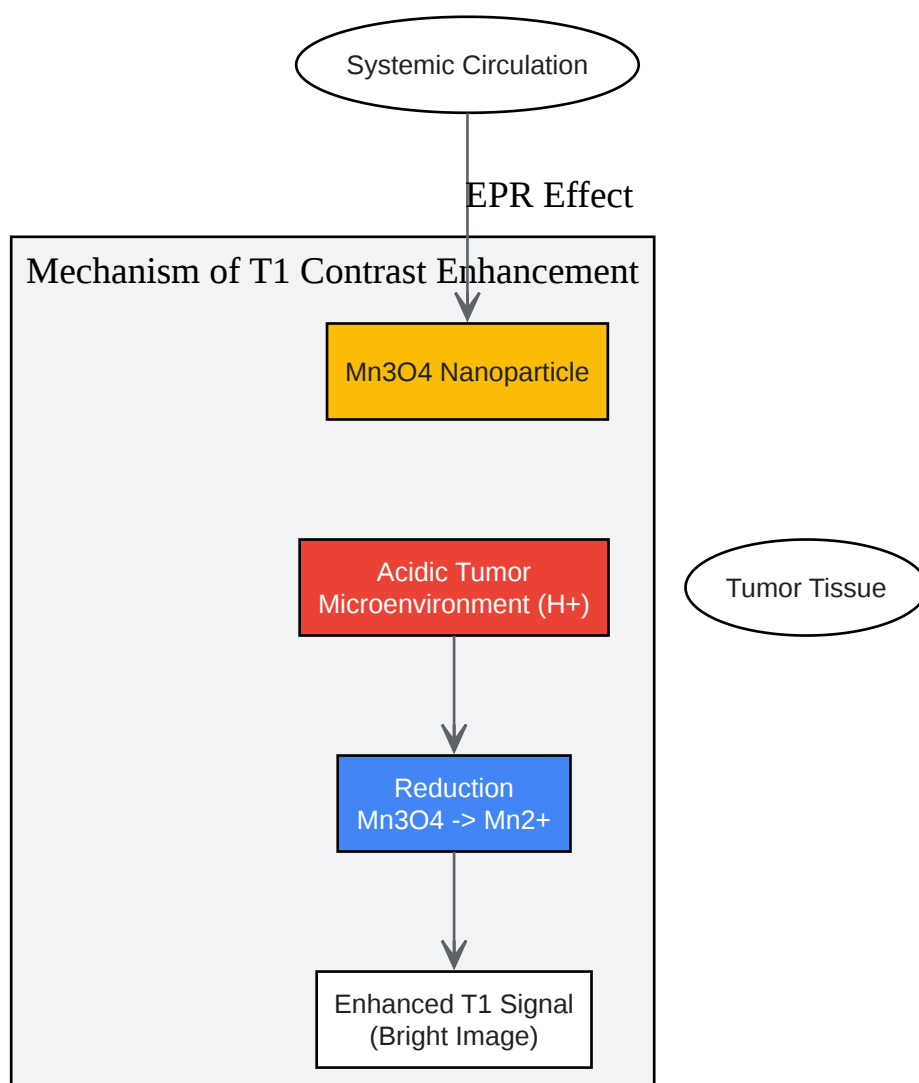 Systemic Circulation
EPR Effect
Mechanism of T1 Contrast Enhancement
Mn3O4 Nanoparticle
Acidic Tumor
Microenvironment (H+)
Tumor Tissue
Reduction
Mn3O4 -> Mn2+
Enhanced T1 Signal
(Bright Image)